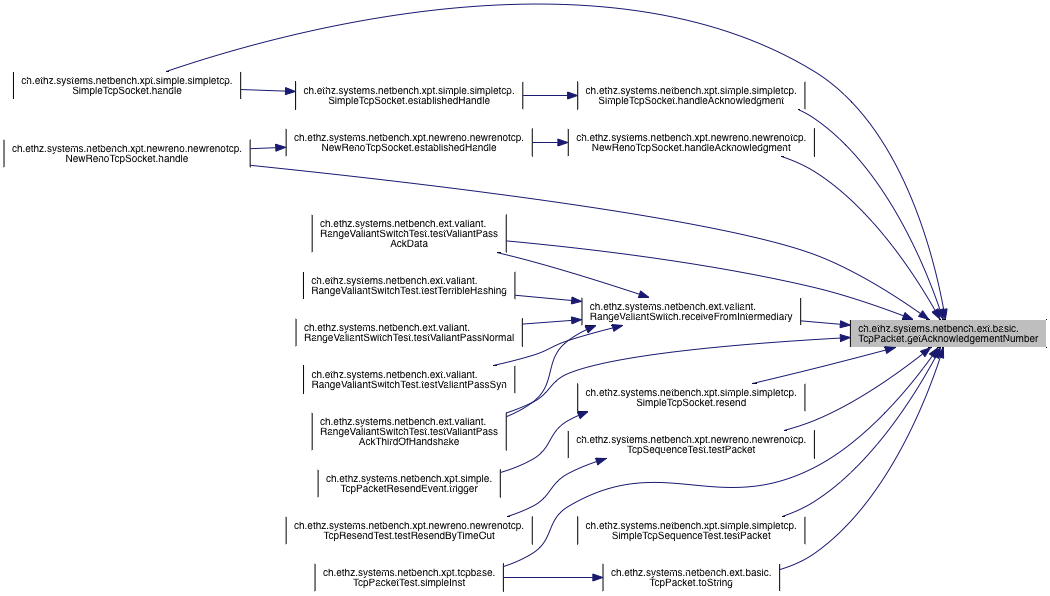 ch.ethz.systems.netbench.xpt.simple.simpletcp.
SimpleTcpSocket.handle
ch.ethz.systems.netbench.xpt.simple.simpletcp.
SimpleTcpSocket.establishedHandle
ch.ethz.systems.netbench.xpt.simple.simpletcp.
SimpleTcpSocket.handleAcknowledgment
ch.ethz.systems.netbench.xpt.newreno.newrenotcp.
NewRenoTcpSocket.handle
ch.ethz.systems.netbench.xpt.newreno.newrenotcp.
NewRenoTcpSocket.establishedHandle
ch.ethz.systems.netbench.xpt.newreno.newrenotcp.
NewRenoTcpSocket.handleAcknowledgment
ch.ethz.systems.netbench.ext.valiant.
RangeValiantSwitchTest.testValiantPass
AckData
ch.ethz.systems.netbench.ext.valiant.
RangeValiantSwitchTest.testTerribleHashing
ch.ethz.systems.netbench.ext.valiant.
RangeValiantSwitch.receiveFromIntermediary
ch.ethz.systems.netbench.ext.valiant.
RangeValiantSwitchTest.testValiantPassNormal
ch.ethz.systems.netbench.ext.basic.
TcpPacket.getAcknowledgementNumber
ch.ethz.systems.netbench.ext.valiant.
RangeValiantSwitchTest.testValiantPassSyn
ch.ethz.systems.netbench.xpt.simple.simpletcp.
SimpleTcpSocket.resend
ch.ethz.systems.netbench.ext.valiant.
RangeValiantSwitchTest.testValiantPass
AckThirdOfHandshake
ch.ethz.systems.netbench.xpt.newreno.newrenotcp.
TcpSequenceTest.testPacket
ch.ethz.systems.netbench.xpt.simple.
TcpPacketResendEvent.trigger
ch.ethz.systems.netbench.xpt.newreno.newrenotcp.
TcpResendTest.testResendByTimeOut
ch.ethz.systems.netbench.xpt.simple.simpletcp.
SimpleTcpSequenceTest.testPacket
ch.ethz.systems.netbench.xpt.tcpbase.
TcpPacketTest.simpleInst
ch.ethz.systems.netbench.ext.basic.
TcpPacket.toString